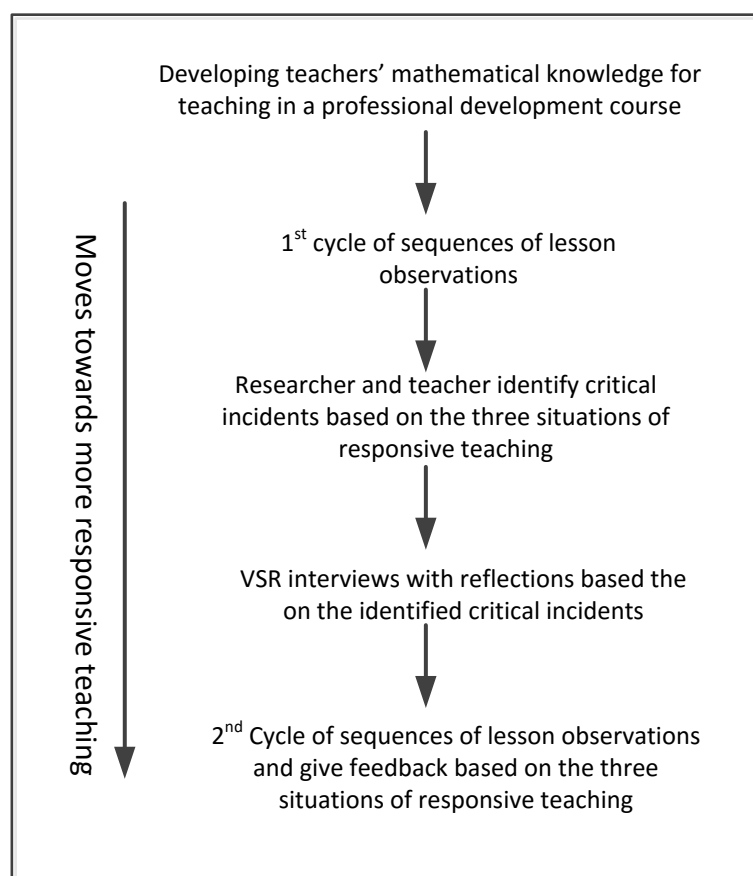 Developing teachers’ mathematical knowledge for
teaching in a professional development course
Moves towards more responsive teaching
1st cycle of sequences of lesson
observations
Researcher and teacher identify critical
incidents based on the three situations of
responsive teaching
VSR interviews with reflections based the
on the identified critical incidents
2nd Cycle of sequences of lesson observations
and give feedback based on the three
situations of responsive teaching